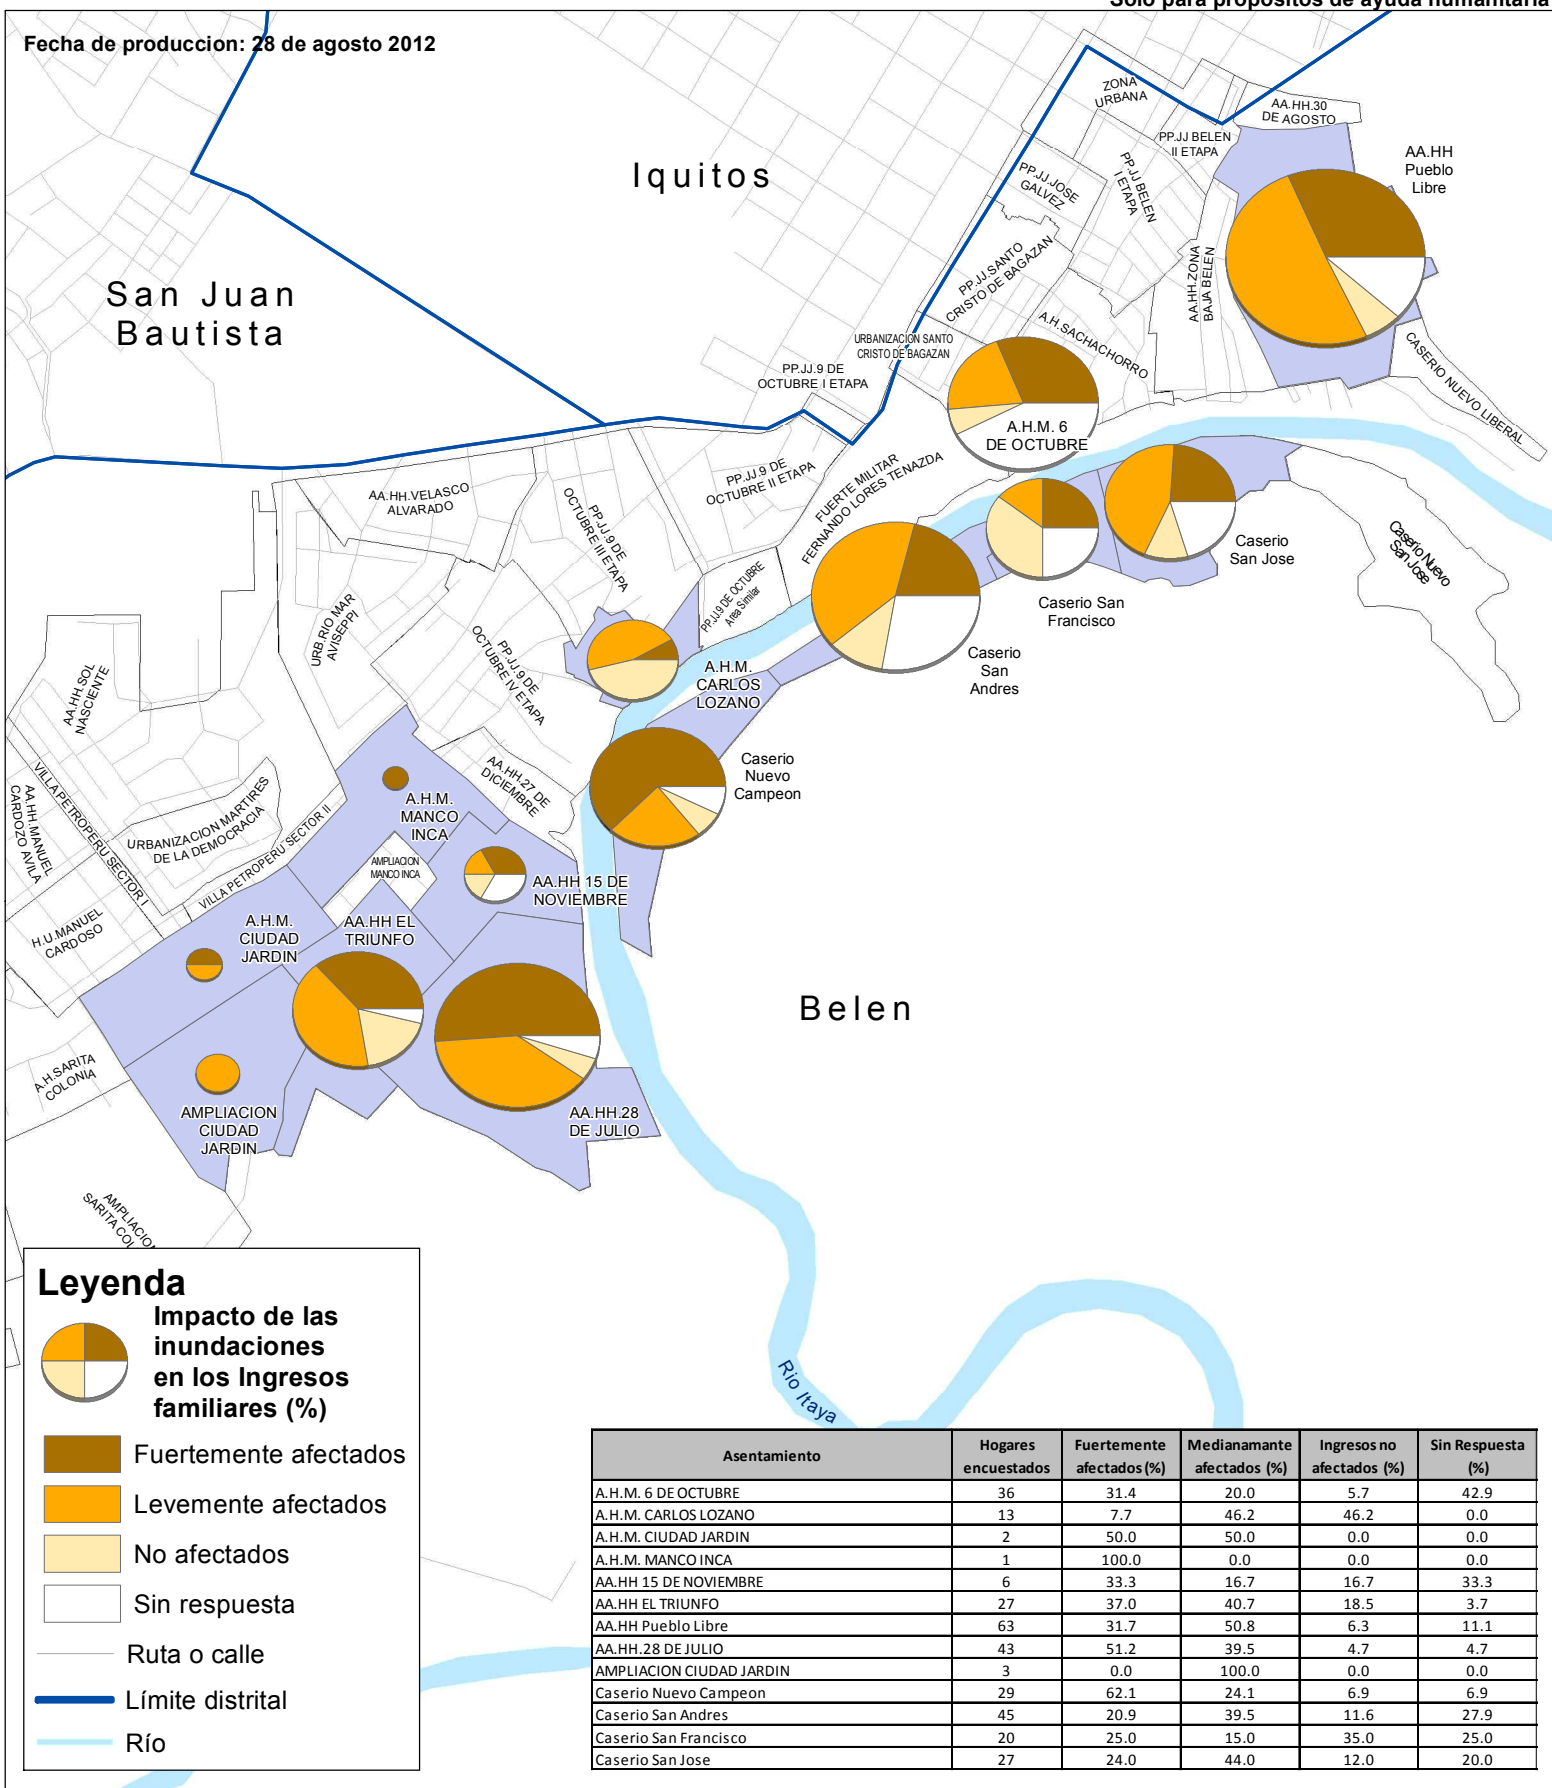 Solo para propositos de ayuda humanitaria
Fecha de produccion: 28 de agosto 2012
Iquitos
San Juan
Bautista
Belen
ZONA
URBANA
AA.HH.30
DE AGOSTO
PP.JJ BELEN
II ETAPA
AA.HH
Pueblo
Libre
PP.JJ.JOSE
GALVEZ
PP.JJ BELEN
I ETAPA
PP.JJ.SANTO
CRISTO DE BAGAZAN
AA.HH.ZONA
BAJA BELEN
A.H.SACHACHORRO
URBANIZACION SANTO
CRISTO DE BAGAZAN
CASERIO NUEVO LIBERAL
PP.JJ.9 DE
OCTUBRE I ETAPA
A.H.M. 6
DE OCTUBRE
PP.JJ.9 DE
OCTUBRE II ETAPA
FUERTE MILITAR
FERNANDO LORES TENAZDA
AA.HH.VELASCO
ALVARADO
PP.JJ.9 DE
OCTUBRE III ETAPA
Caserio
San Jose
Caserio Nuevo
San Jose
Caserio San
Francisco
PP.JJ.9 DE OCTUBRE
Area Similar
URB.RIO MAR
AVISEPPI
PP.JJ.9 DE
OCTUBRE IV ETAPA
Caserio
San
Andres
A.H.M.
CARLOS
LOZANO
AA.HH.SOL
NASCIENTE
AA.HH.27 DE
DICIEMBRE
Caserio
Nuevo
Campeon
VILLA PETROPERU SECTOR I
AA.HH.MANUEL
CARDOZO AVILA
URBANIZACION MARTIRES
DE LA DEMOCRACIA
VILLA PETROPERU SECTOR II
A.H.M.
MANCO
INCA
AMPLIACION
MANCO INCA
AA.HH 15 DE
NOVIEMBRE
H.U.MANUEL
CARDOSO
A.H.M.
CIUDAD
JARDIN
AA.HH EL
TRIUNFO
A.H.SARITA
COLONIA
AMPLIACION
CIUDAD
JARDIN
AA.HH.28
DE JULIO
AMPLIACION
SARITA COL
Rio Itaya
Leyenda
Impacto de las
inundaciones
en los Ingresos
familiares (%)
Fuertemente afectados
Levemente afectados
No afectados
Sin respuesta
Ruta o calle
Límite distrital
Río
Asentamiento Hogares encuestados Fuertemente afectados (%) Medianamante afectados (%) Ingresos no afectados (%) Sin Respuesta (%)
A.H.M. 6 DE OCTUBRE 36 31.4 20.0 5.7 42.9
A.H.M. CARLOS LOZANO 13 7.7 46.2 46.2 0.0
A.H.M. CIUDAD JARDIN 2 50.0 50.0 0.0 0.0
A.H.M. MANCO INCA 1 100.0 0.0 0.0 0.0
AA.HH 15 DE NOVIEMBRE 6 33.3 16.7 16.7 33.3
AA.HH EL TRIUNFO 27 37.0 40.7 18.5 3.7
AA.HH Pueblo Libre 63 31.7 50.8 6.3 11.1
AA.HH.28 DE JULIO 43 51.2 39.5 4.7 4.7
AMPLIACION CIUDAD JARDIN 3 0.0 100.0 0.0 0.0
Caserio Nuevo Campeon 29 62.1 24.1 6.9 6.9
Caserio San Andres 45 20.9 39.5 11.6 27.9
Caserio San Francisco 20 25.0 15.0 35.0 25.0
Caserio San Jose 27 24.0 44.0 12.0 20.0